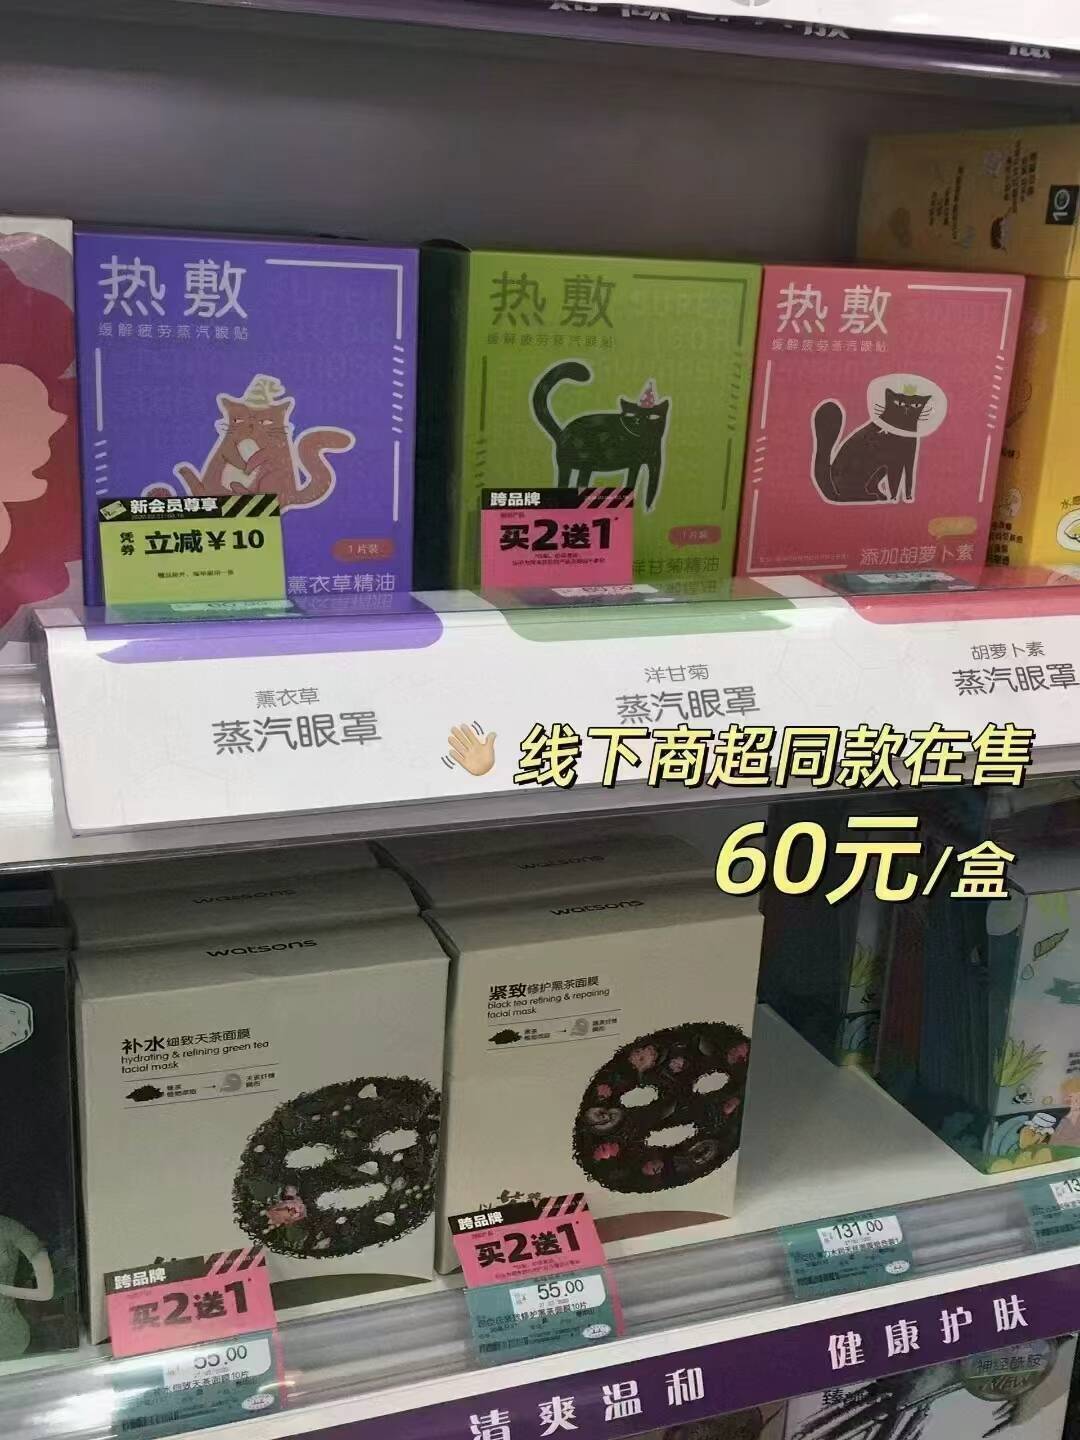 热敷
缓解疲劳蒸汽眼贴
热敷
缓解疲劳蒸汽眼贴
热敷
缓解疲劳蒸汽眼贴
新会员尊享
凭券
立减￥10
1片装
薰衣草精油
跨品牌
买2送1
1片装
洋甘菊精油
添加胡萝卜素
薰衣草
蒸汽眼罩
洋甘菊
蒸汽眼罩
胡萝卜素
蒸汽眼罩
线下商超同款在售
60元/盒
watsons
watsons
watsons
watsons
补水细致天茶面膜
hydrating & refining green tea
facial mask
紧致修护黑茶面膜
black tea refining & repairing
facial mask
跨品牌
买2送1
55.00
跨品牌
买2送1
55.00
131.00
清爽温和
健康护肤